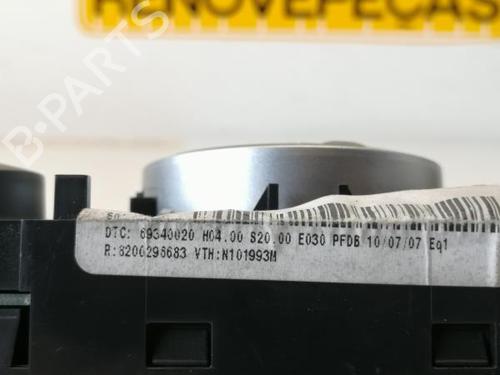 RENOVEPEÇAS
B-PARTS
DTC: 69340020 H04.00 S20.00 E030 PFDB 10/07/07 Eq1
R:8200296683 VTH:N101993M